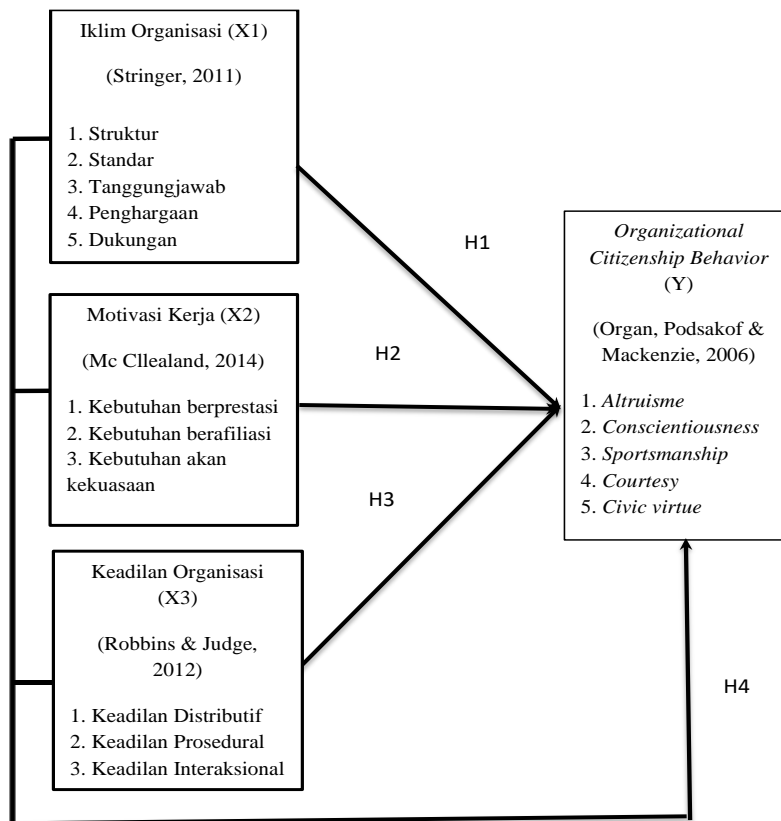 Iklim Organisasi (X1)
(Stringer, 2011)
1. Struktur
2. Standar
3. Tanggungjawab
4. Penghargaan
5. Dukungan
H1
Motivasi Kerja (X2)
(Mc Cllealand, 2014)
1. Kebutuhan berprestasi
2. Kebutuhan berafiliasi
3. Kebutuhan akan
kekuasaan
H2
Keadilan Organisasi
(X3)
(Robbins & Judge,
2012)
1. Keadilan Distributif
2. Keadilan Prosedural
3. Keadilan Interaksional
H3
Organizational
Citizenship Behavior
(Y)
(Organ, Podsakof &
Mackenzie, 2006)
1. Altruisme
2. Conscientiousness
3. Sportsmanship
4. Courtesy
5. Civic virtue
H4